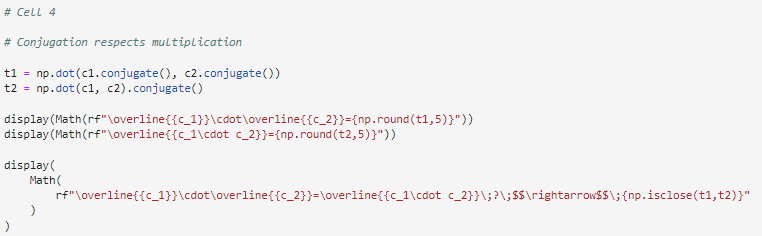 # Cell 4
# Conjugation respects multiplication
t1 = np.dot(c1.conjugate(), c2.conjugate())
t2 = np.dot(c1, c2).conjugate()
display(Math(rf"\overline{{c_1}}\cdot\overline{{c_2}}={np.round(t1,5)}"))
display(Math(rf"\overline{{c_1\cdot c_2}}={np.round(t2,5)}"))
display(
    Math(
        rf"\overline{{c_1}}\cdot\overline{{c_2}}=\overline{{c_1\cdot c_2}}\;?\;$$\rightarrow$$\;{np.isclose(t1,t2)}"
    )
)